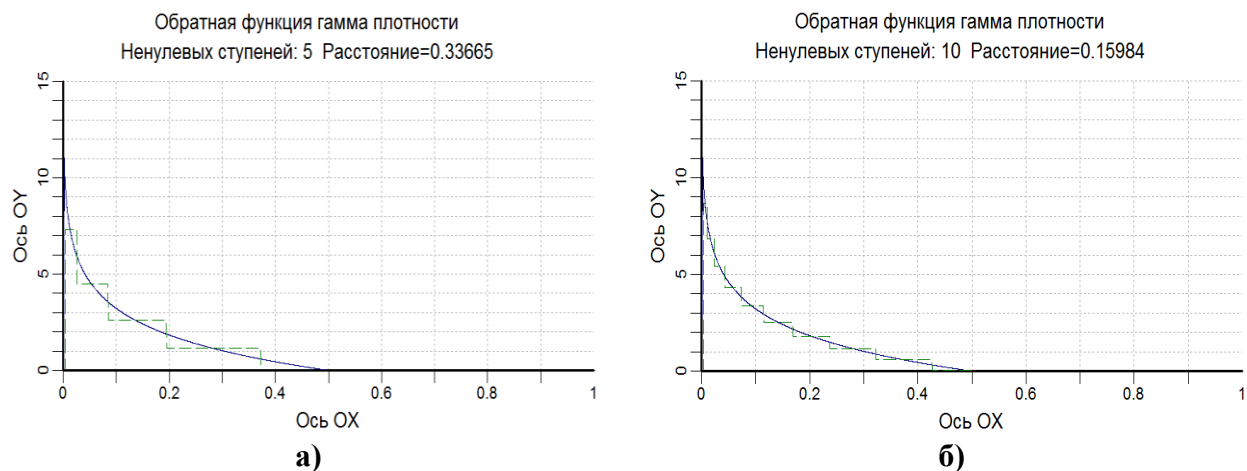 Обратная функция гамма плотности
Ненулевых ступеней: 5 Расстояние=0.33665
15
10
5
0
Ось OY
0
0.2
0.4
0.6
0.8
1
Ось OX
а)
Обратная функция гамма плотности
Ненулевых ступеней: 10 Расстояние=0.15984
15
10
5
0
Ось OY
0
0.2
0.4
0.6
0.8
1
Ось OX
б)